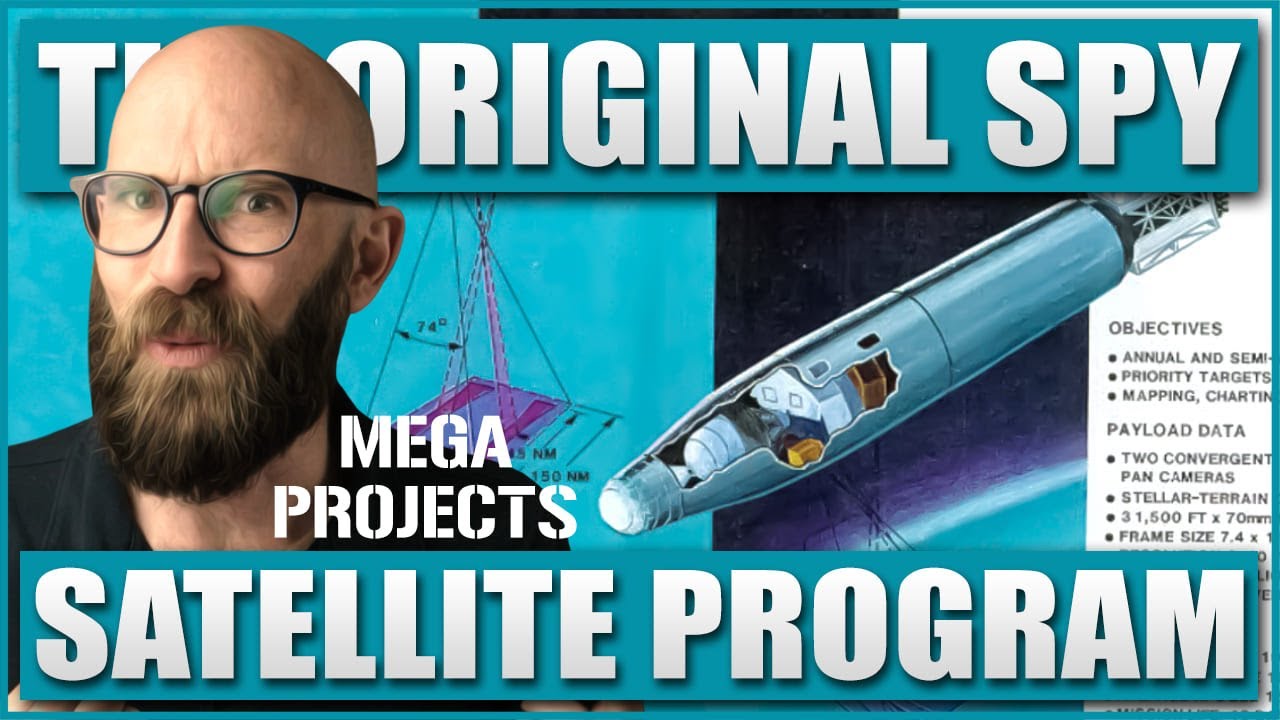 ORIGINAL SPY
74°
MEGA
PROJECTS
NM
150 NM
OBJECTIVES
• ANNUAL AND SEMI-
• PRIORITY TARGETS
• MAPPING, CHARTIN
PAYLOAD DATA
• TWO CONVERGENT
PAN CAMERAS
• STELLAR-TERRAIN
• 31,500 FT x 70mm
• FRAME SIZE 7.4 x 1
SATELLITE PROGRAM